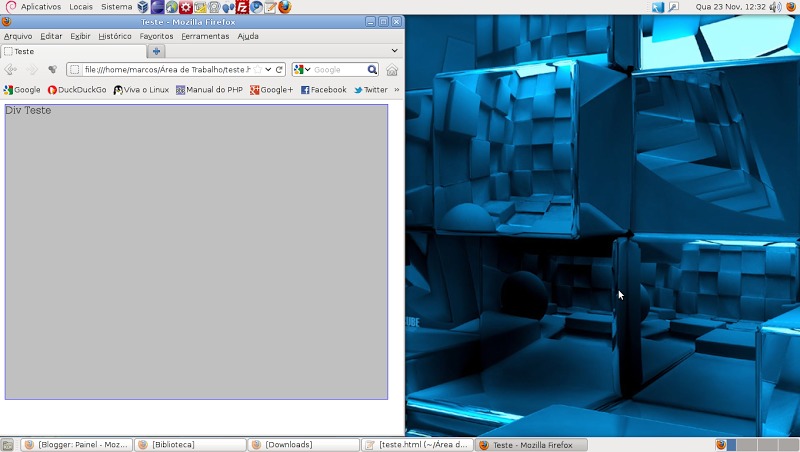 Aplicativos Locais Sistema Qua 23 Nov, 12:32
Teste - Mozilla Firefox
Arquivo Editar Exibir Histórico Favoritos Ferramentas Ajuda
Teste
file:///home/marcos/Área de Trabalho/teste.h Google
Google DuckDuckGo Viva o Linux Manual do PHP Google+ Facebook Twitter »
Div Teste
CUBE
[Blogger: Painel - Moz... [Biblioteca] [Downloads] [teste.html (~/Área d... Teste - Mozilla Firefox